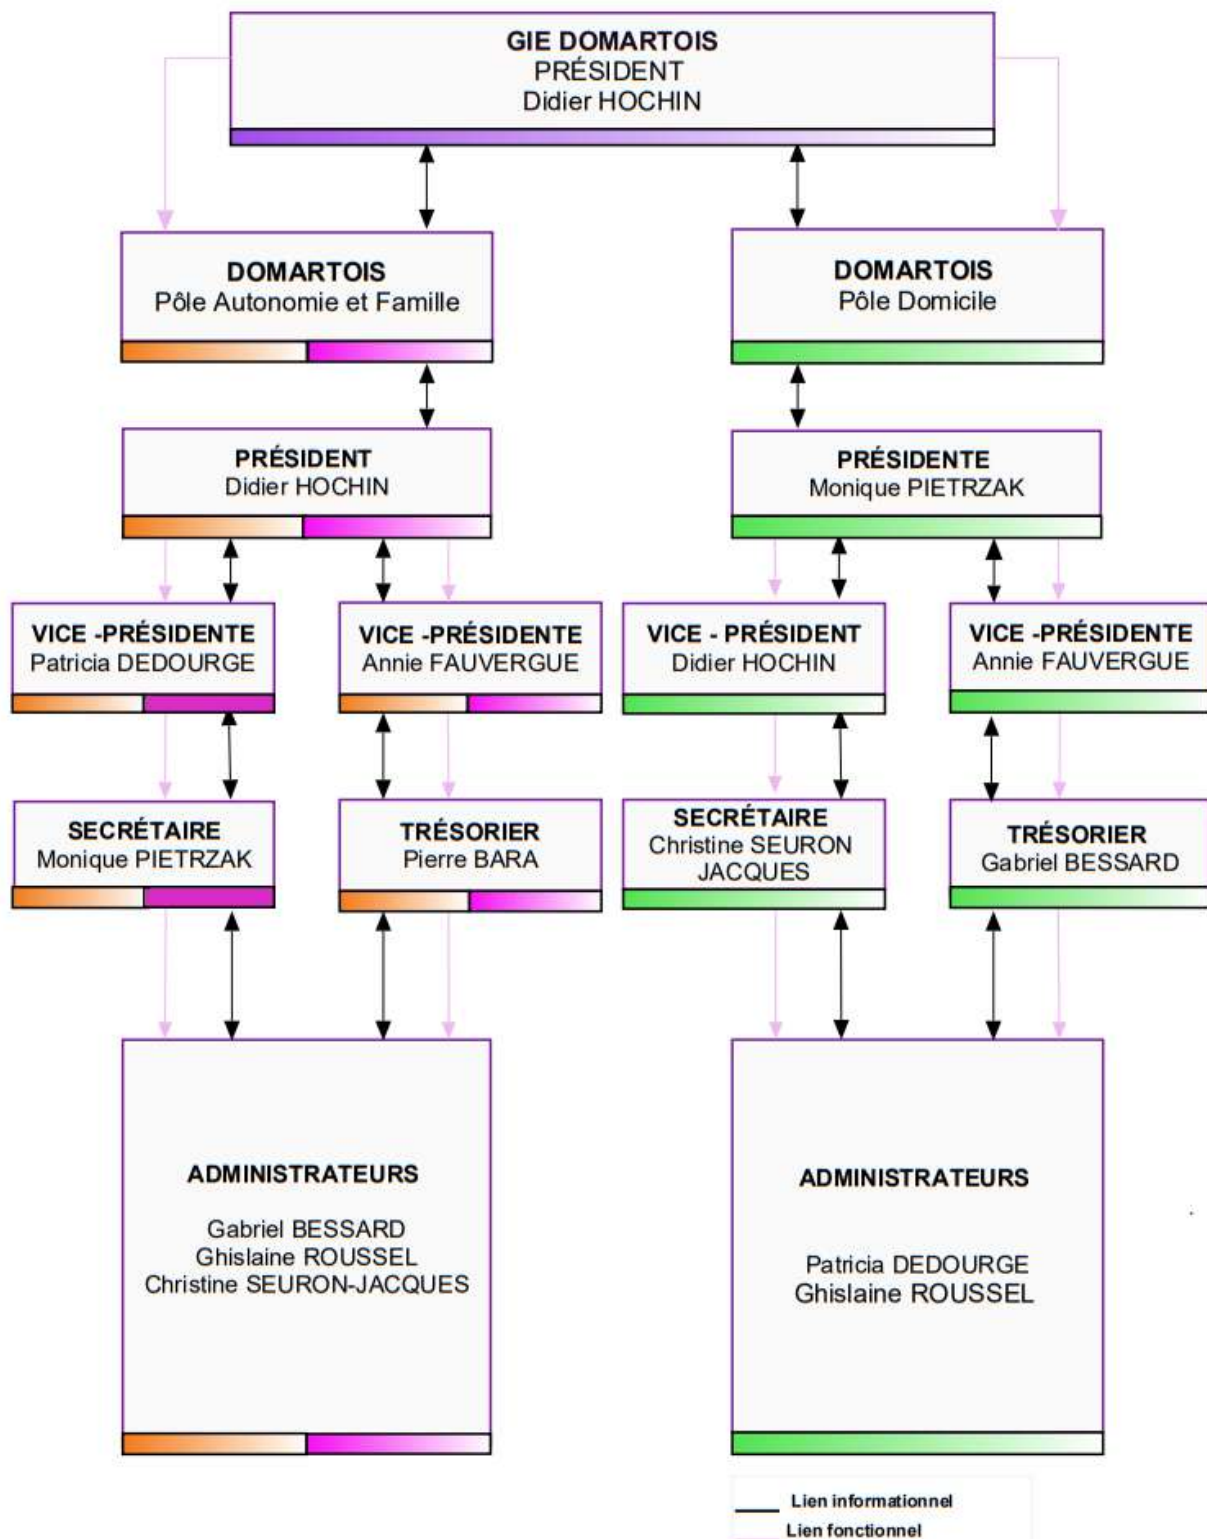 GIE DOMARTOIS
PRÉSIDENT
Didier HOCHIN
DOMARTOIS
Pôle Autonomie et Famille
DOMARTOIS
Pôle Domicile
PRÉSIDENT
Didier HOCHIN
PRÉSIDENTE
Monique PIETRZAK
VICE -PRÉSIDENTE
Patricia DEDOURGE
VICE -PRÉSIDENTE
Annie FAUVERGUE
VICE - PRÉSIDENT
Didier HOCHIN
VICE -PRÉSIDENTE
Annie FAUVERGUE
SECRÉTAIRE
Monique PIETRZAK
TRÉSORIER
Pierre BARA
SECRÉTAIRE
Christine SEURON
JACQUES
TRÉSORIER
Gabriel BESSARD
ADMINISTRATEURS
Gabriel BESSARD
Ghislaine ROUSSEL
Christine SEURON-JACQUES
ADMINISTRATEURS
Patricia DEDOURGE
Ghislaine ROUSSEL
Lien informationnel
Lien fonctionnel